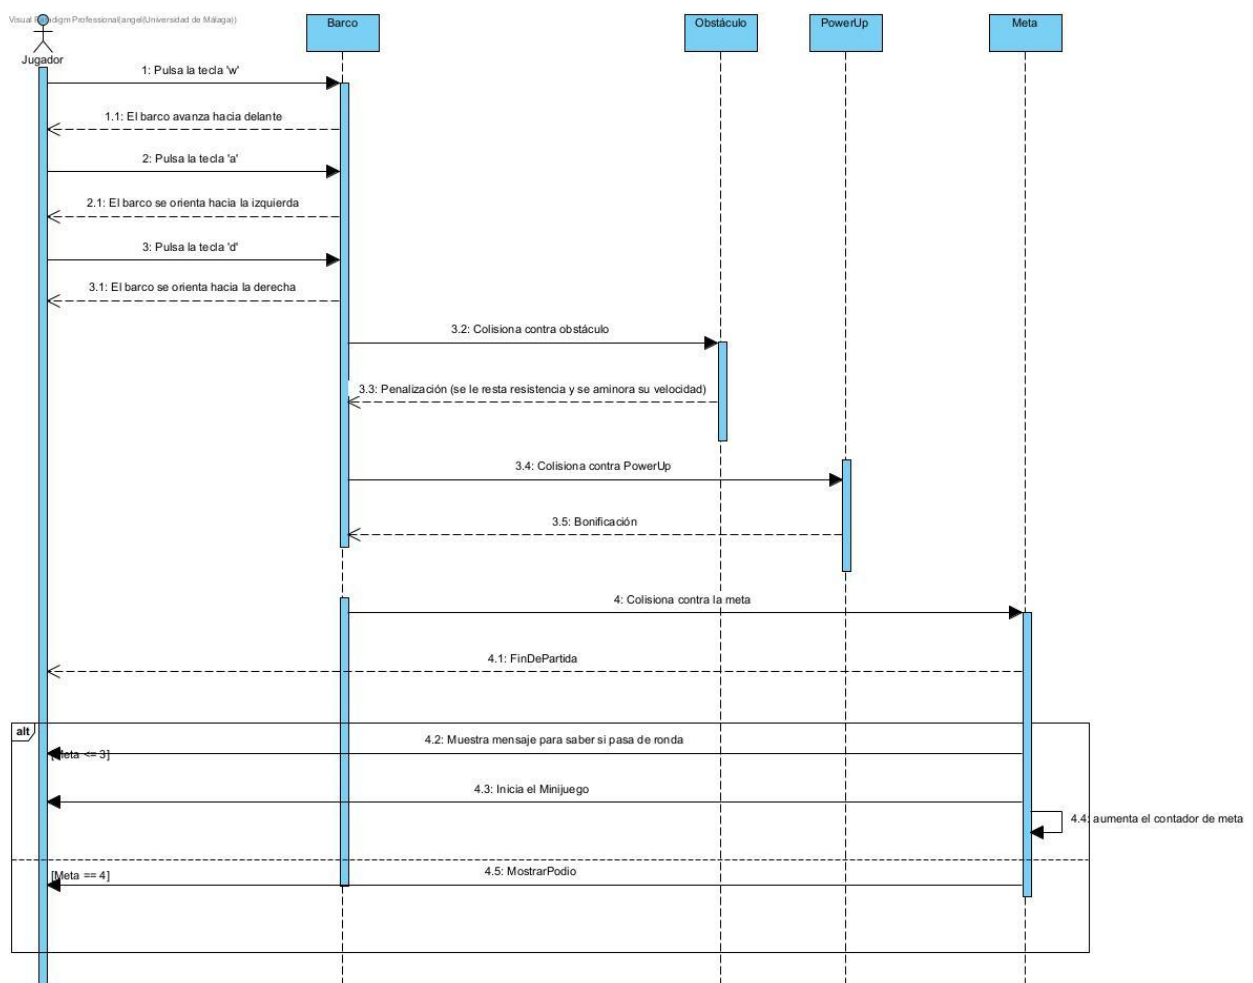 Visual Paradigm Professional(angel(Universidad de Málaga))
Jugador
Barco
Obstáculo
PowerUp
Meta
1: Pulsa la tecla 'w'
1.1: El barco avanza hacia delante
2: Pulsa la tecla 'a'
2.1: El barco se orienta hacia la izquierda
3: Pulsa la tecla 'd'
3.1: El barco se orienta hacia la derecha
3.2: Colisiona contra obstáculo
3.3: Penalización (se le resta resistencia y se aminora su velocidad)
3.4: Colisiona contra PowerUp
3.5: Bonificación
4: Colisiona contra la meta
4.1: FinDePartida
alt
4.2: Muestra mensaje para saber si pasa de ronda
[Meta <= 3]
4.3: Inicia el Minijuego
4.4: aumenta el contador de meta
4.5: MostrarPodio
[Meta == 4]